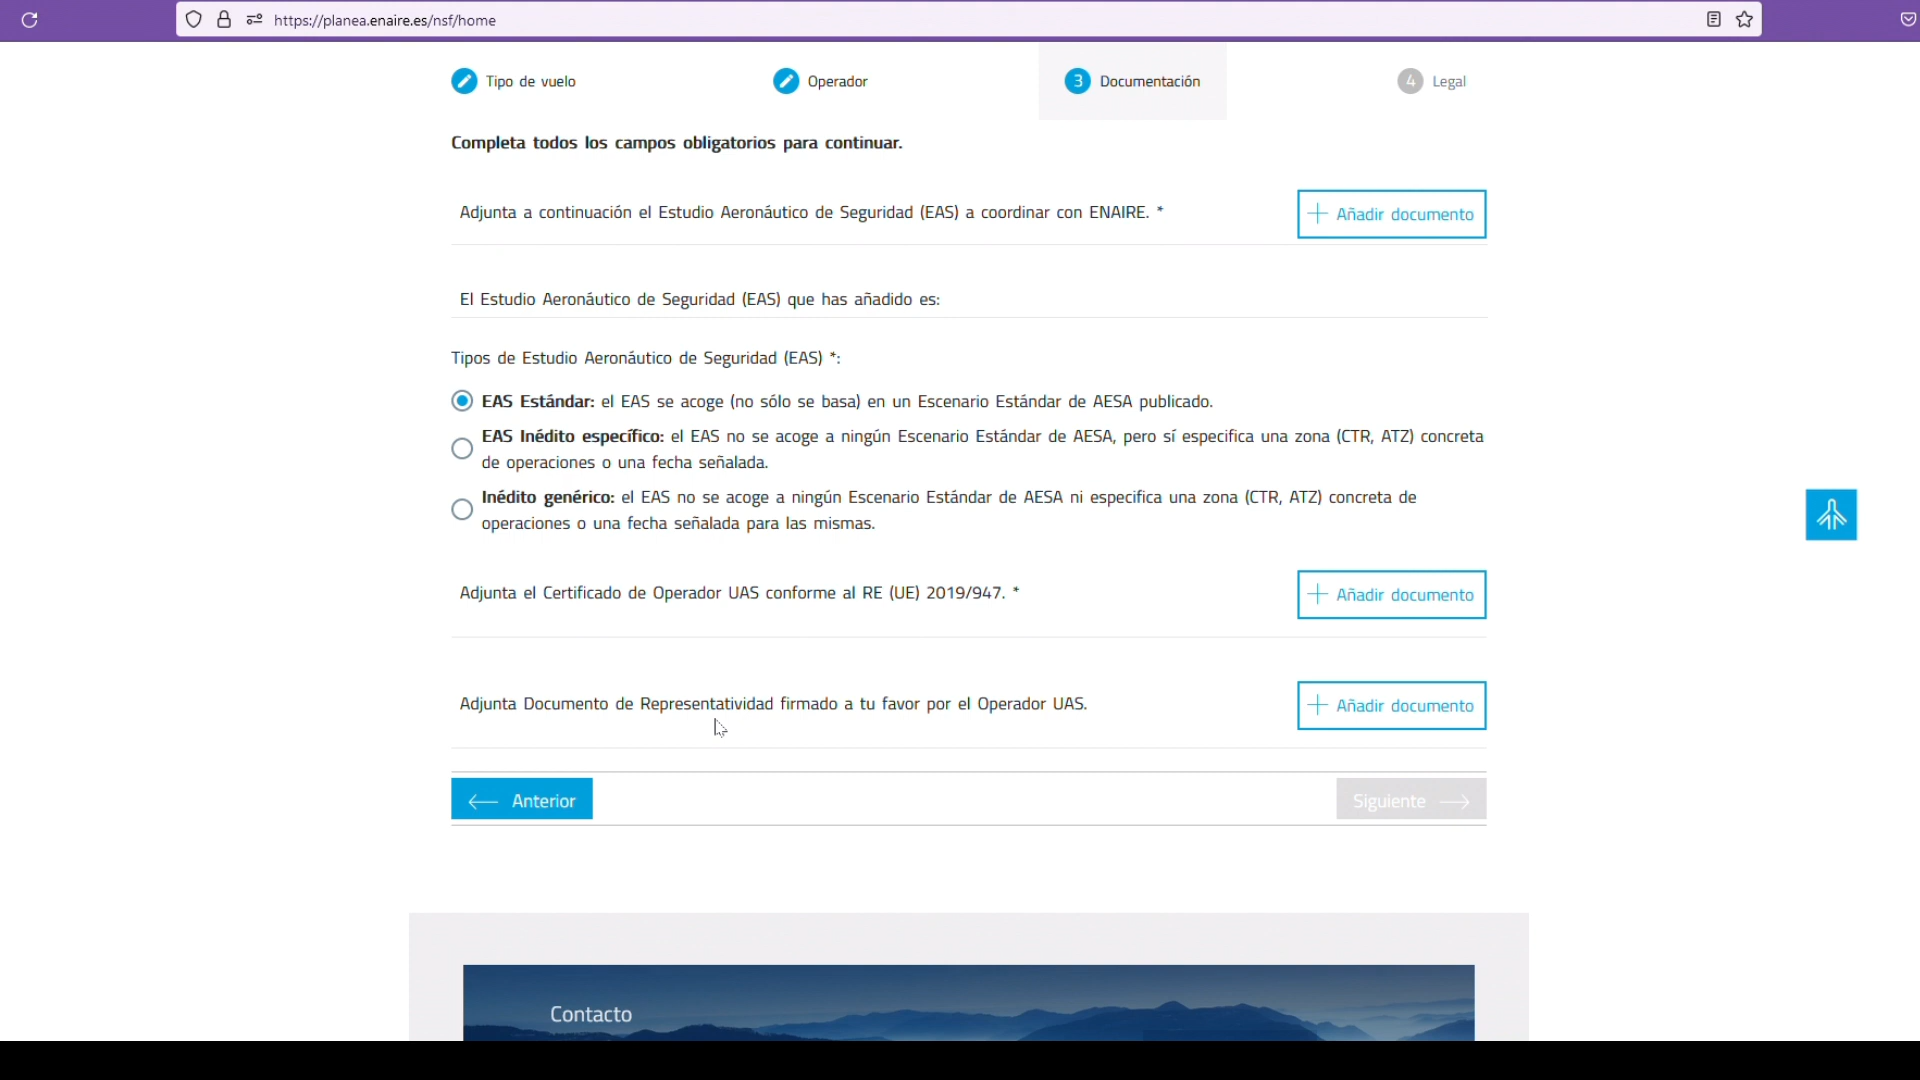 https://planea.enaire.es/nsf/home
Tipo de vuelo
Operador
3 Documentación
4 Legal
Completa todos los campos obligatorios para continuar.
Adjunta a continuación el Estudio Aeronáutico de Seguridad (EAS) a coordinar con ENAIRE. *
Añadir documento
El Estudio Aeronáutico de Seguridad (EAS) que has añadido es:
Tipos de Estudio Aeronáutico de Seguridad (EAS) *:
EAS Estándar: el EAS se acoge (no sólo se basa) en un Escenario Estándar de AESA publicado.
EAS Inédito específico: el EAS no se acoge a ningún Escenario Estándar de AESA, pero sí especifica una zona (CTR, ATZ) concreta
de operaciones o una fecha señalada.
Inédito genérico: el EAS no se acoge a ningún Escenario Estándar de AESA ni especifica una zona (CTR, ATZ) concreta de
operaciones o una fecha señalada para las mismas.
Adjunta el Certificado de Operador UAS conforme al RE (UE) 2019/947. *
Añadir documento
Adjunta Documento de Representatividad firmado a tu favor por el Operador UAS.
Añadir documento
Anterior
Siguiente
Contacto